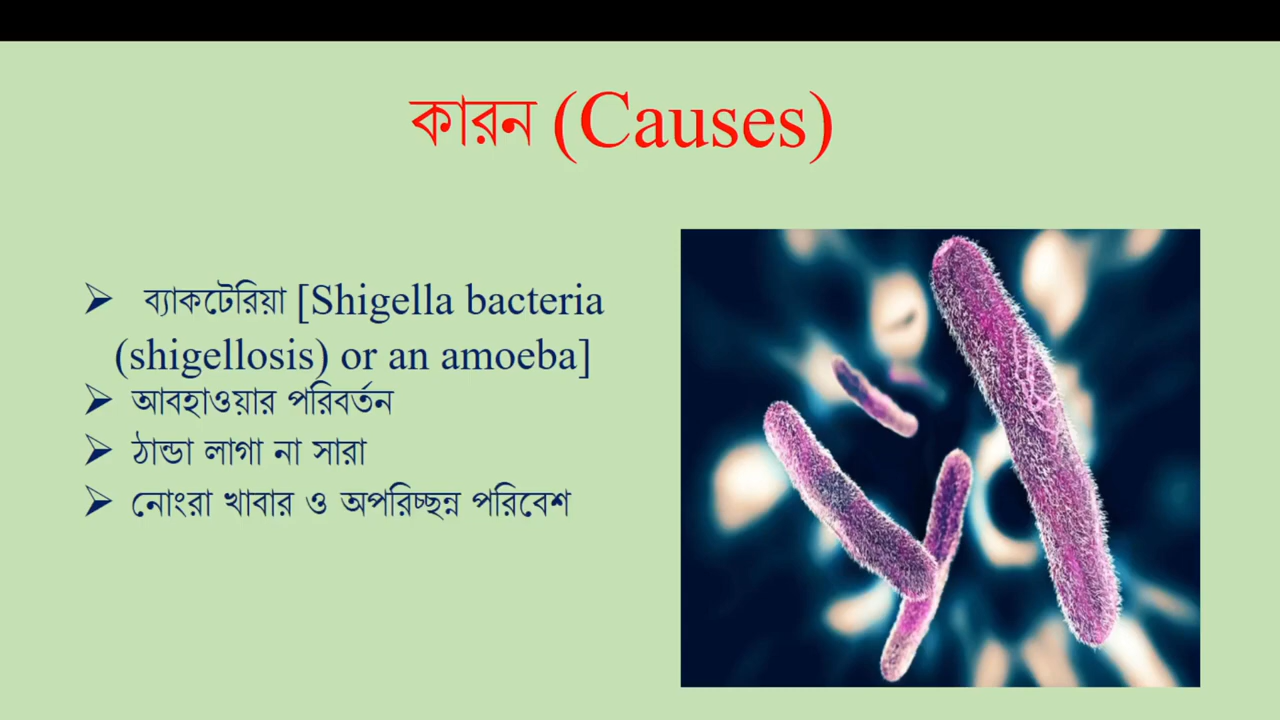 কারন (Causes)
ব্যাকটেরিয়া [Shigella bacteria
(shigellosis) or an amoeba]
আবহাওয়ার পরিবর্তন
ঠান্ডা লাগা না সারা
নোংরা খাবার ও অপরিচ্ছন্ন পরিবেশ